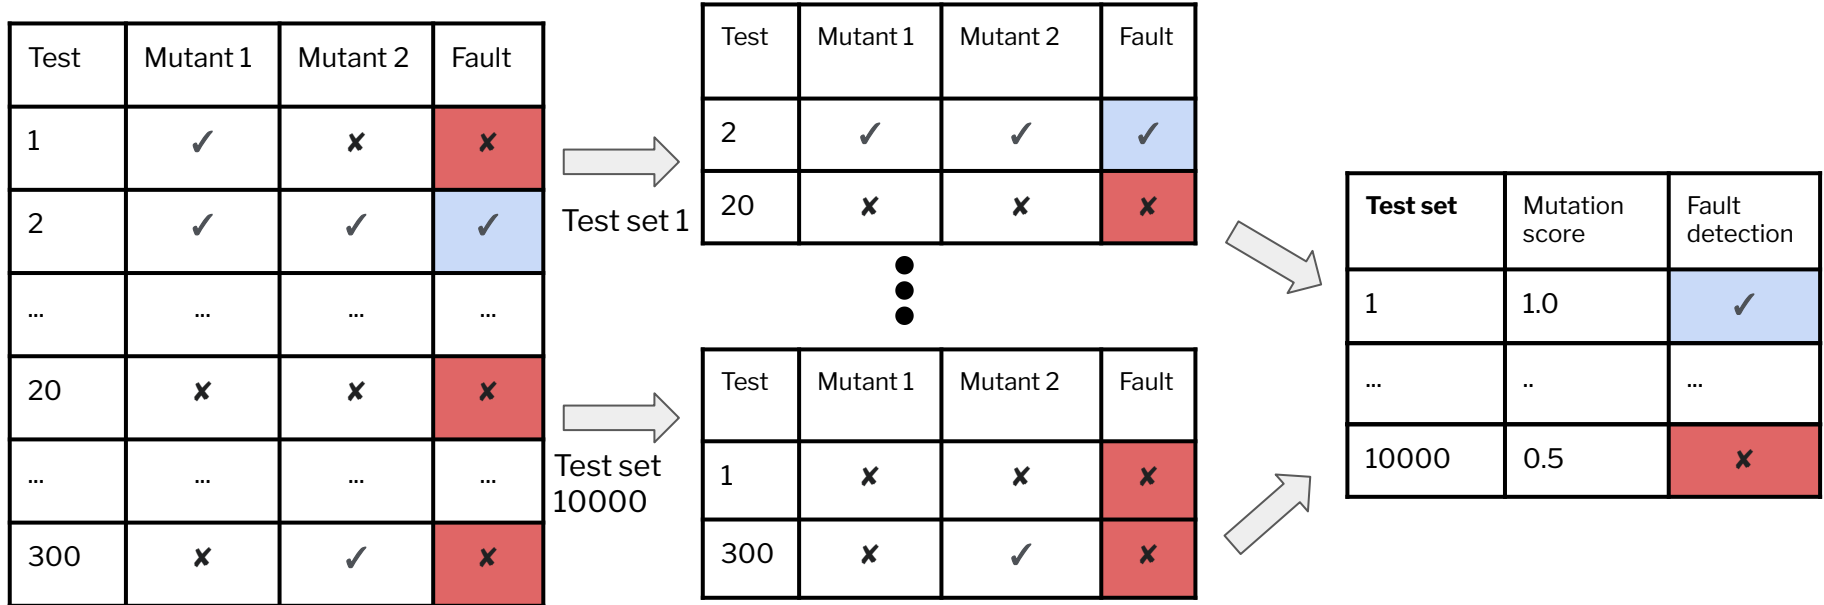 Test Mutant 1 Mutant 2 Fault
1 ✓ ✘ ✘
2 ✓ ✓ ✓
... ... ... ...
20 ✘ ✘ ✘
... ... ... ...
300 ✘ ✓ ✘
Test set 1
Test set
10000
Test Mutant 1 Mutant 2 Fault
2 ✓ ✓ ✓
20 ✘ ✘ ✘
Test Mutant 1 Mutant 2 Fault
1 ✘ ✘ ✘
300 ✘ ✓ ✘
Test set Mutation score Fault detection
1 1.0 ✓
... .. ...
10000 0.5 ✘